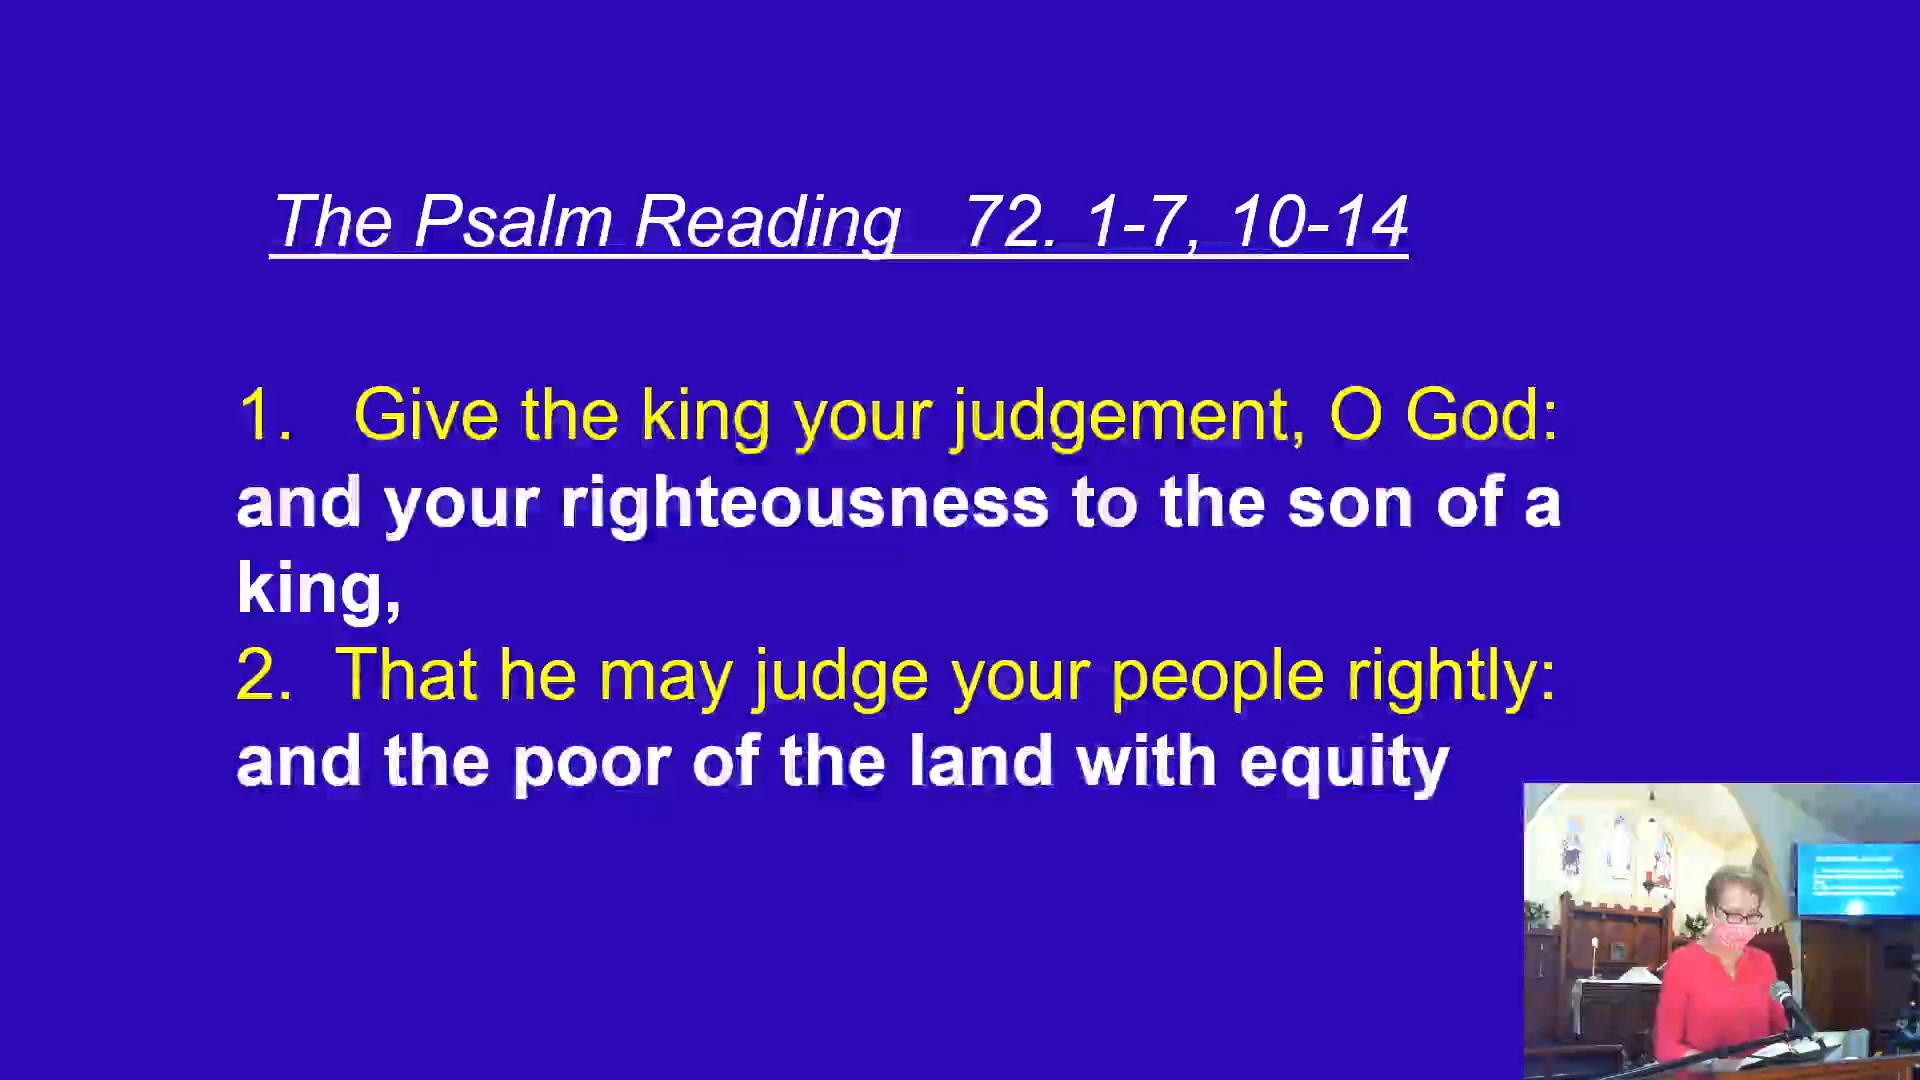 The Psalm Reading 72. 1-7, 10-14
1. Give the king your judgement, O God:
and your righteousness to the son of a
king,
2. That he may judge your people rightly:
and the poor of the land with equity